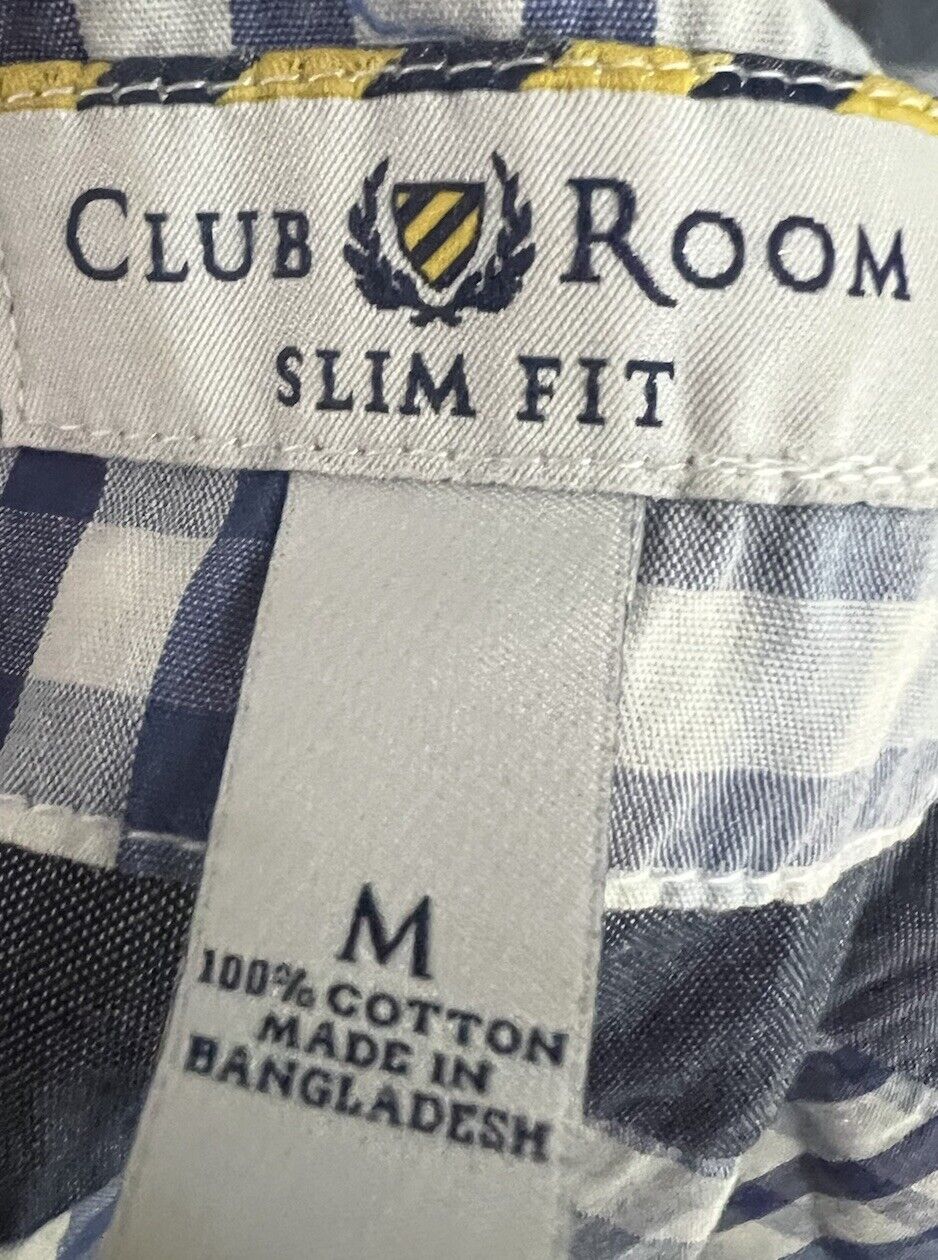 CLUB ROOM
SLIM FIT
M
100% COTTON
MADE IN
BANGLADESH